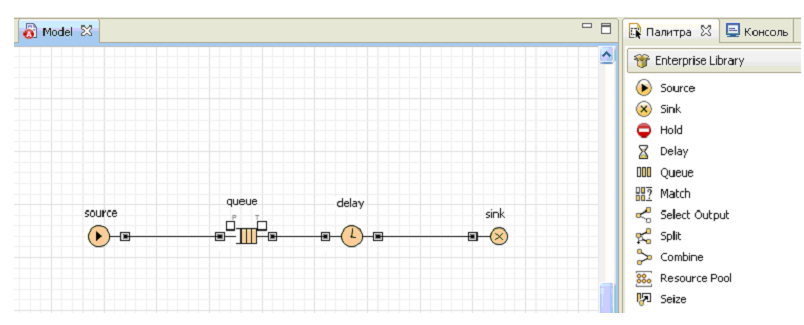 Model
Палитра
Консоль
Enterprise Library
Source
Sink
Hold
Delay
Queue
Match
Select Output
Split
Combine
Resource Pool
Seize
source
queue
delay
sink